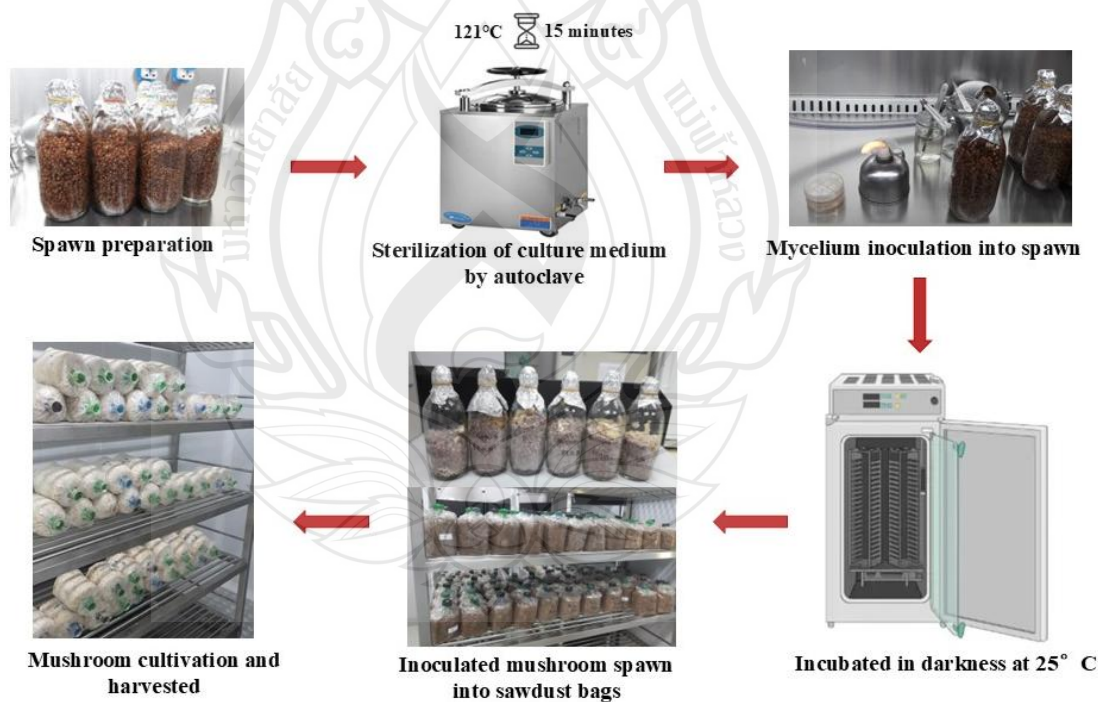 121°C 15 minutes
Spawn preparation
Sterilization of culture medium
by autoclave
Mycelium inoculation into spawn
Mushroom cultivation and
harvested
Inoculated mushroom spawn
into sawdust bags
Incubated in darkness at 25° C